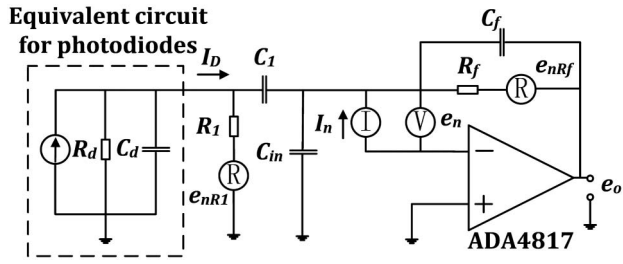 Equivalent circuit
for photodiodes
I_D
C_1
C_f
R_f
e_nRf
R_d
C_d
R_1
R
e_nR1
C_in
I_n
I
V
e_n
R
−
+
e_o
ADA4817